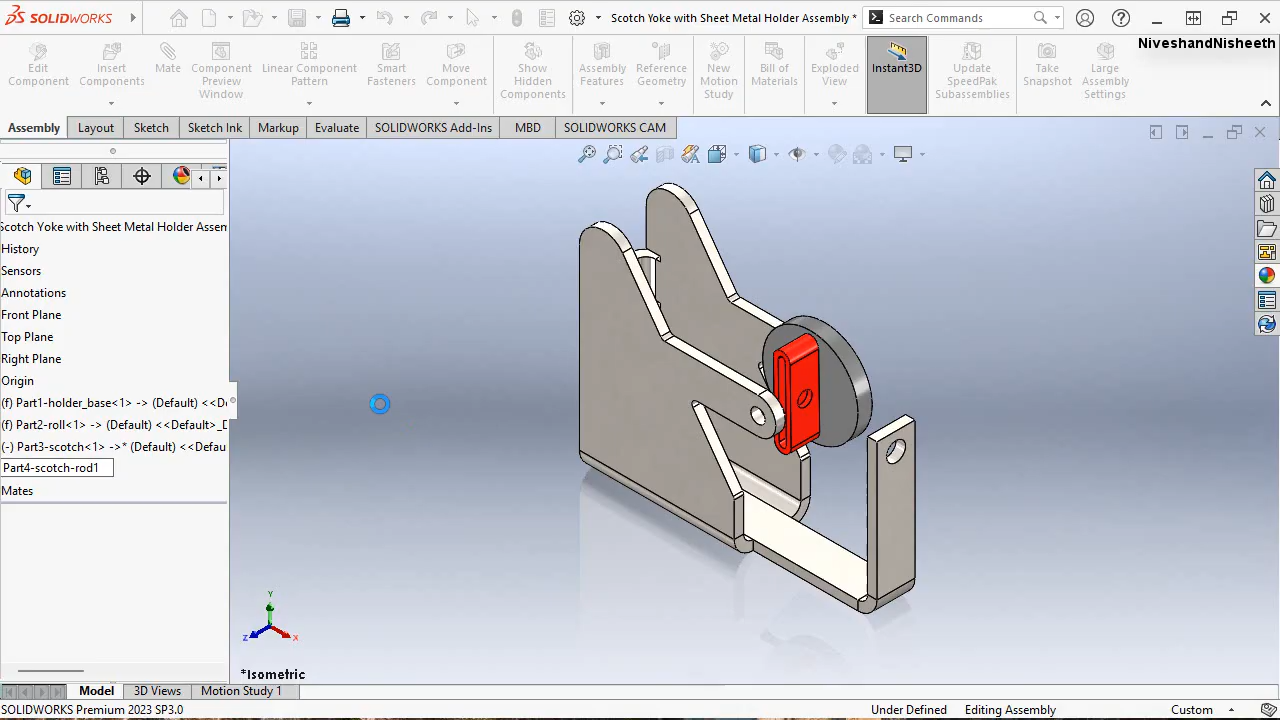 SOLIDWORKS
Scotch Yoke with Sheet Metal Holder Assembly *
Search Commands
NiveshandNisheeth
Edit Component
Insert Components
Mate
Component Preview Window
Linear Component Pattern
Smart Fasteners
Move Component
Show Hidden Components
Assembly Features
Reference Geometry
New Motion Study
Bill of Materials
Exploded View
Instant3D
Update SpeedPak Subassemblies
Take Snapshot
Large Assembly Settings
Assembly
Layout
Sketch
Sketch Ink
Markup
Evaluate
SOLIDWORKS Add-Ins
MBD
SOLIDWORKS CAM
Scotch Yoke with Sheet Metal Holder Assem
History
Sensors
Annotations
Front Plane
Top Plane
Right Plane
Origin
(f) Part1-holder_base<1> -> (Default) <<De
(f) Part2-roll<1> -> (Default) <<Default>_D
(-) Part3-scotch<1> ->* (Default) <<Defau
Part4-scotch-rod1
Mates
Y
Z
X
*Isometric
Model
3D Views
Motion Study 1
SOLIDWORKS Premium 2023 SP3.0
Under Defined
Editing Assembly
Custom